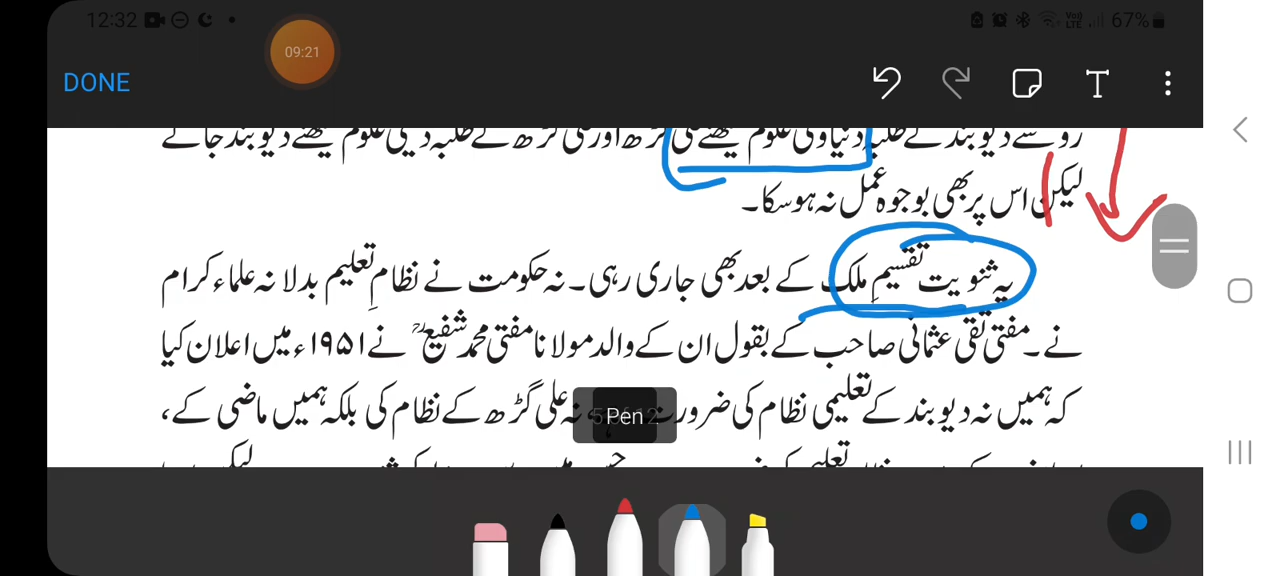 12:32
67%
09:21
DONE
T
رو سے دیوبند کے طلبہ دنیاوی علوم سیکھنے علی گڑھ اور علی گڑھ کے طلبہ دینی علوم سیکھنے دیوبند جاتے
لیکن اس پر بھی بوجوہ عمل نہ ہوسکا۔
یہ ثنویت تقسیمِ ملک کے بعد بھی جاری رہی۔ نہ حکومت نے نظامِ تعلیم بدلا نہ علماء کرام
نے۔ مفتی تقی عثمانی صاحب کے بقول ان کے والد مولانا مفتی محمد شفیعؒ نے ۱۹۵۱ء میں اعلان کیا
کہ ہمیں نہ دیوبند کے تعلیمی نظام کی ضرورت نہ علی گڑھ کے نظام کی بلکہ ہمیں ماضی کے،
Pen